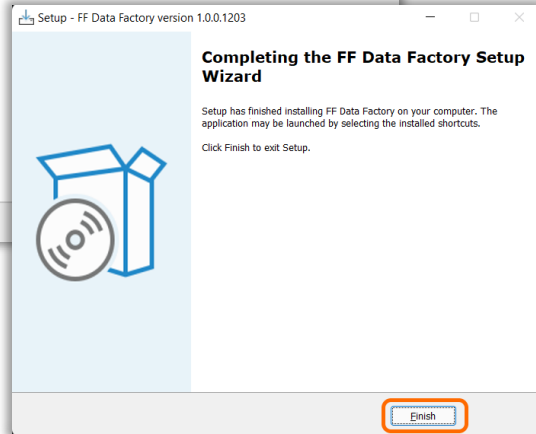 Setup - FF Data Factory version 1.0.0.1203
Completing the FF Data Factory Setup
Wizard
Setup has finished installing FF Data Factory on your computer. The
application may be launched by selecting the installed shortcuts.
Click Finish to exit Setup.
Finish